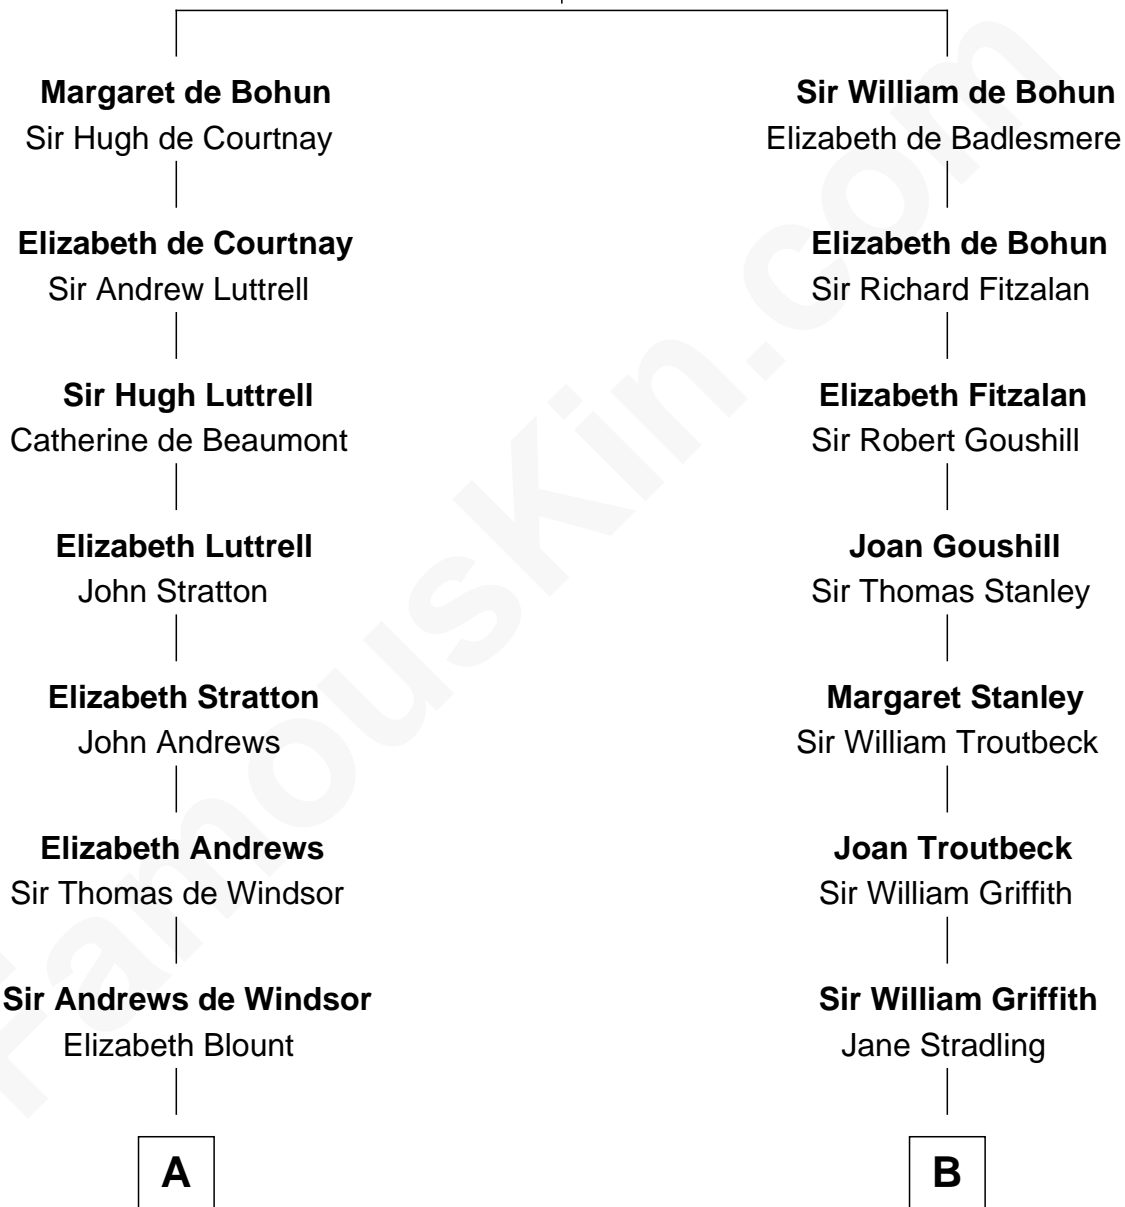 Margaret de Bohun
Sir Hugh de Courtnay
Sir William de Bohun
Elizabeth de Badlesmere
Elizabeth de Courtnay
Sir Andrew Luttrell
Elizabeth de Bohun
Sir Richard Fitzalan
Sir Hugh Luttrell
Catherine de Beaumont
Elizabeth Fitzalan
Sir Robert Goushill
Elizabeth Luttrell
John Stratton
Joan Goushill
Sir Thomas Stanley
Elizabeth Stratton
John Andrews
Margaret Stanley
Sir William Troutbeck
Elizabeth Andrews
Sir Thomas de Windsor
Joan Troutbeck
Sir William Griffith
Sir Andrews de Windsor
Elizabeth Blount
Sir William Griffith
Jane Stradling
A
B
FamousKin.com